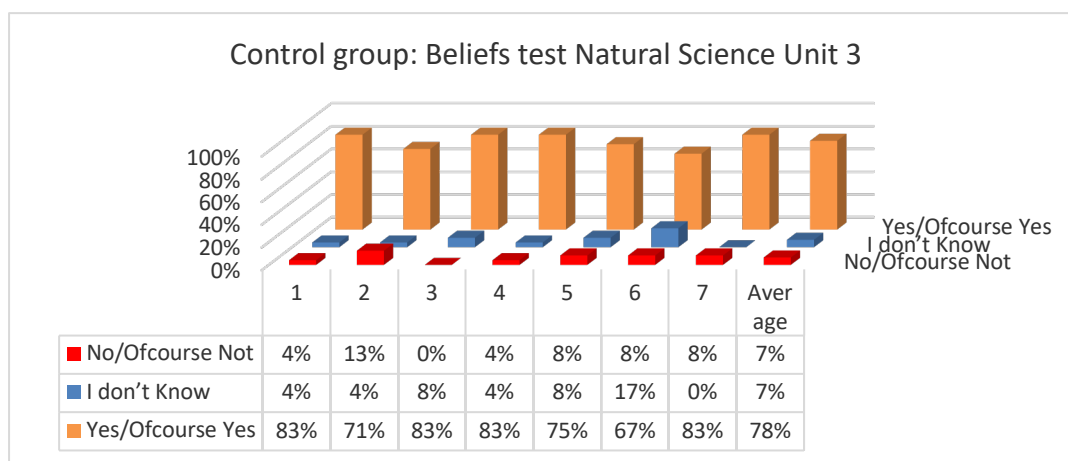 Control group: Beliefs test Natural Science Unit 3
100%
80%
60%
40%
20%
0%
Yes/Ofcourse Yes
I don't Know
No/Ofcourse Not
1 2 3 4 5 6 7 Aver
age
No/Ofcourse Not 4% 13% 0% 4% 8% 8% 8% 7%
I don't Know 4% 4% 8% 4% 8% 17% 0% 7%
Yes/Ofcourse Yes 83% 71% 83% 83% 75% 67% 83% 78%